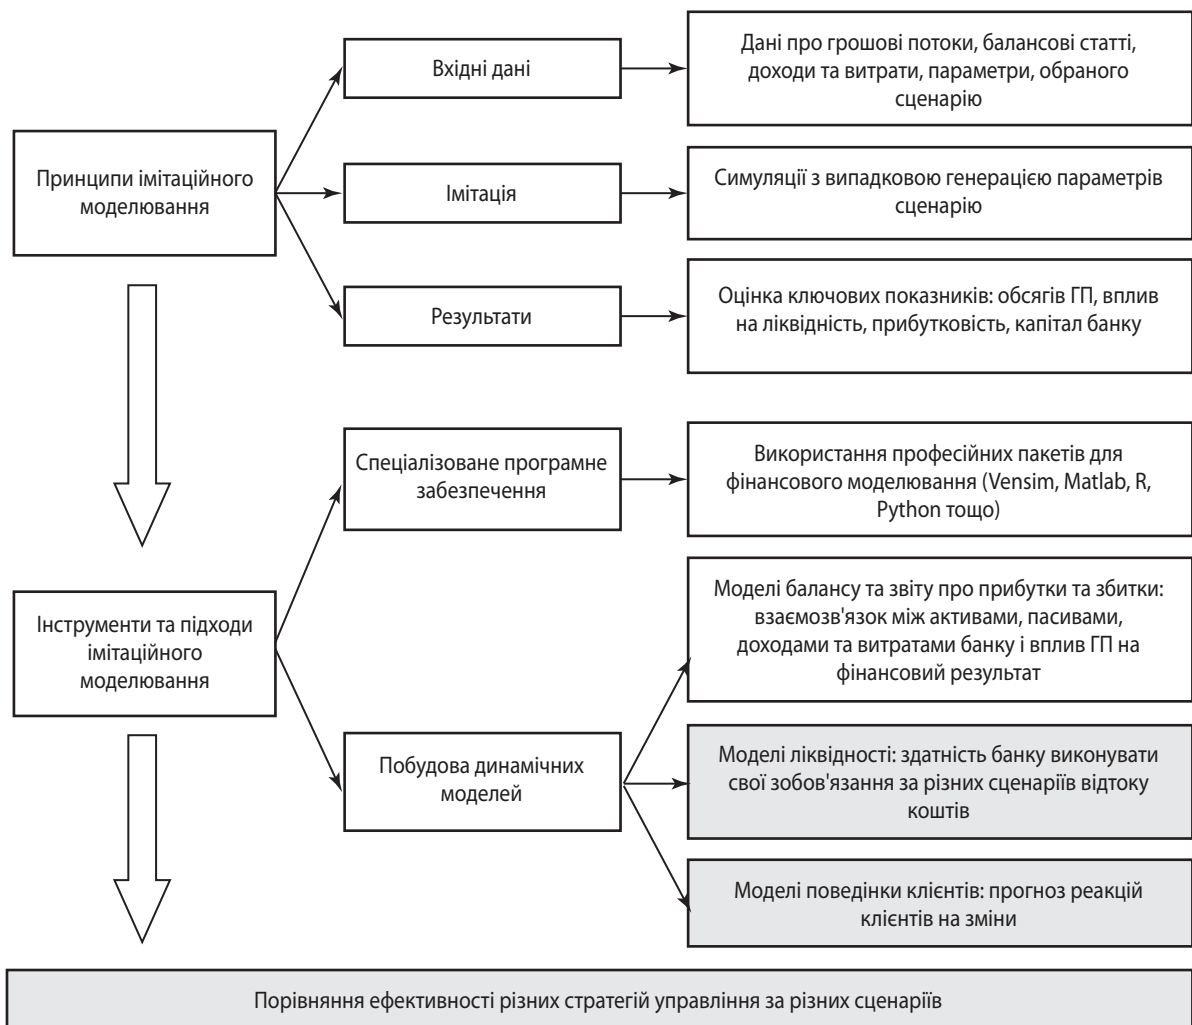 Вхідні дані
Дані про грошові потоки, балансові статті,
доходи та витрати, параметри, обраного
сценарію
Принципи імітаційного
моделювання
Імітація
Симуляції з випадковою генерацією параметрів
сценарію
Результати
Оцінка ключових показників: обсягів ГП, вплив
на ліквідність, прибутковість, капітал банку
Спеціалізоване програмне
забезпечення
Використання професійних пакетів для
фінансового моделювання (Vensim, Matlab, R,
Python тощо)
Інструменти та підходи
імітаційного
моделювання
Моделі балансу та звіту про прибутки та збитки:
взаємозв'язок між активами, пасивами,
доходами та витратами банку і вплив ГП на
фінансовий результат
Побудова динамічних
моделей
Моделі ліквідності: здатність банку виконувати
свої зобов'язання за різних сценаріїв відтоку
коштів
Моделі поведінки клієнтів: прогноз реакцій
клієнтів на зміни
Порівняння ефективності різних стратегій управління за різних сценаріїв